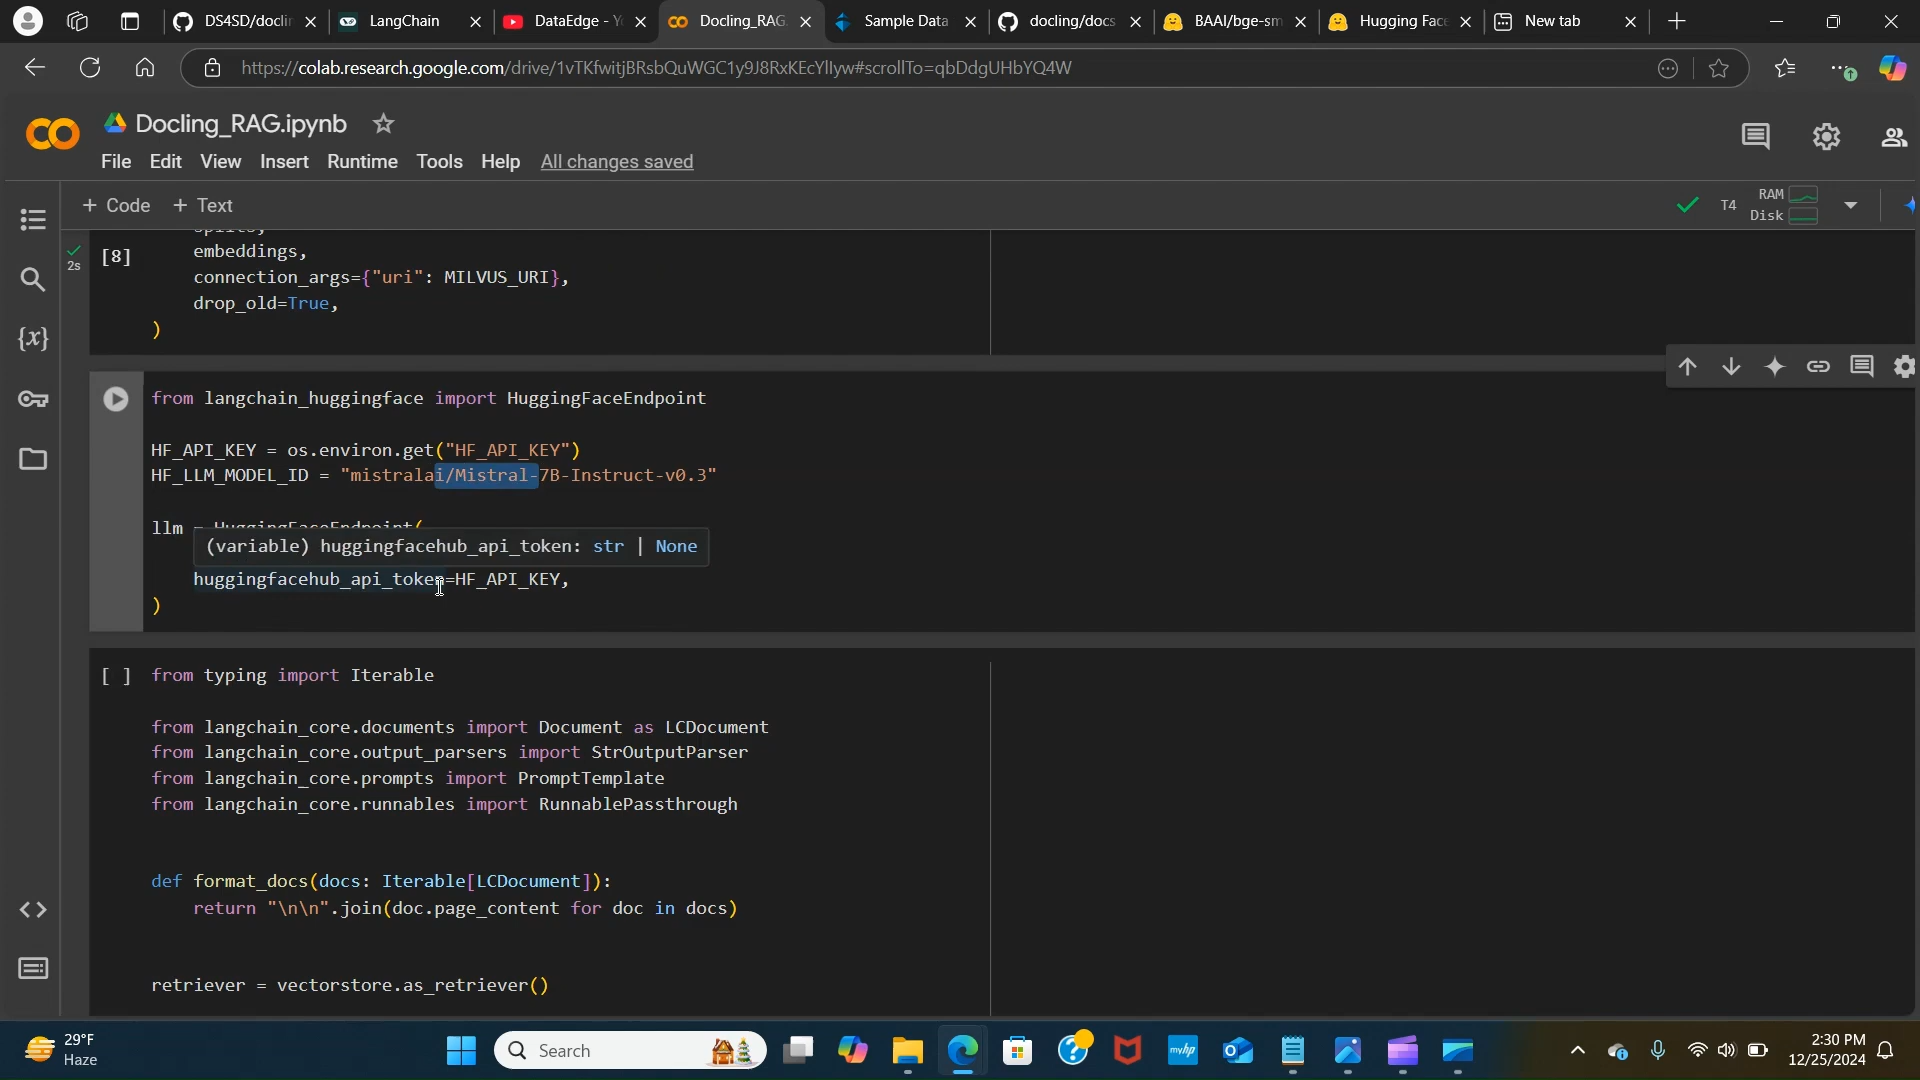 DS4SD/doclin
LangChain
DataEdge - Yo
Docling_RAG.
Sample Data
docling/docs
BAAI/bge-sm
Hugging Face
New tab
https://colab.research.google.com/drive/1vTKfwitjBRsbQuWGC1y9J8RxKEcYlIyw#scrollTo=qbDdgUHbYQ4W
CO
Docling_RAG.ipynb
File Edit View Insert Runtime Tools Help All changes saved
+ Code + Text
T4 RAM
Disk
2s
[8]
embeddings,
connection_args={"uri": MILVUS_URI},
drop_old=True,
)
from langchain_huggingface import HuggingFaceEndpoint
HF_API_KEY = os.environ.get("HF_API_KEY")
HF_LLM_MODEL_ID = "mistralai/Mistral-7B-Instruct-v0.3"
llm = HuggingFaceEndpoint(
(variable) huggingfacehub_api_token: str | None
huggingfacehub_api_token=HF_API_KEY,
)
[ ] from typing import Iterable
from langchain_core.documents import Document as LCDocument
from langchain_core.output_parsers import StrOutputParser
from langchain_core.prompts import PromptTemplate
from langchain_core.runnables import RunnablePassthrough
def format_docs(docs: Iterable[LCDocument]):
return "\n\n".join(doc.page_content for doc in docs)
retriever = vectorstore.as_retriever()
29°F
Haze
Search
myhp
2:30 PM
12/25/2024